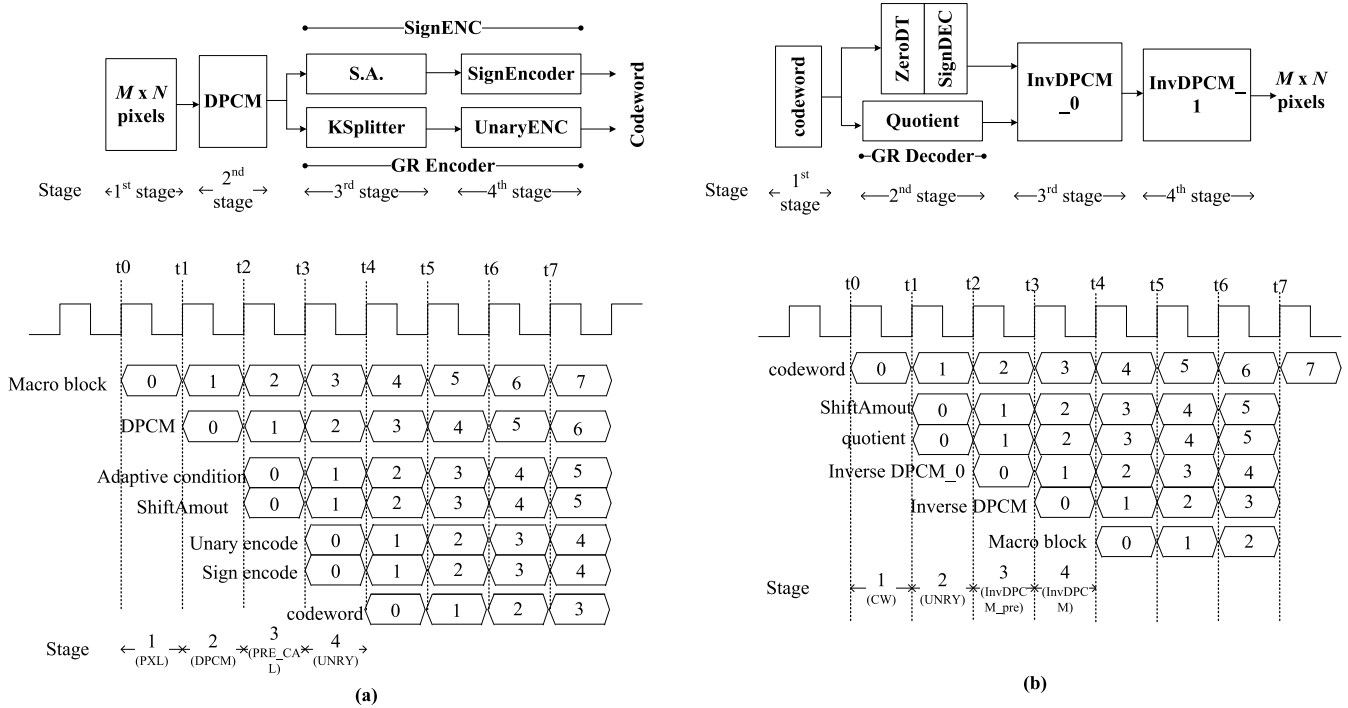 SignENC
M x N pixels
DPCM
S.A.
SignEncoder
KSplitter
UnaryENC
Codeword
GR Encoder
Stage
1st stage
2nd stage
3rd stage
4th stage
t0 t1 t2 t3 t4 t5 t6 t7
Macro block 0 1 2 3 4 5 6 7
DPCM 0 1 2 3 4 5 6
Adaptive condition 0 1 2 3 4 5
ShiftAmout 0 1 2 3 4 5
Unary encode 0 1 2 3 4
Sign encode 0 1 2 3 4
codeword 0 1 2 3
Stage
1 (PXL)
2 (DPCM)
3 (PRE_CAL)
4 (UNRY)
(a)
codeword
ZeroDT
SignDEC
Quotient
GR Decoder
InvDPCM_0
InvDPCM_1
M x N pixels
Stage
1st stage
2nd stage
3rd stage
4th stage
t0 t1 t2 t3 t4 t5 t6 t7
codeword 0 1 2 3 4 5 6 7
ShiftAmout 0 1 2 3 4 5
quotient 0 1 2 3 4 5
Inverse DPCM_0 0 1 2 3 4
Inverse DPCM 0 1 2 3
Macro block 0 1 2
Stage
1 (CW)
2 (UNRY)
3 (InvDPCM_pre)
4 (InvDPCM)
(b)